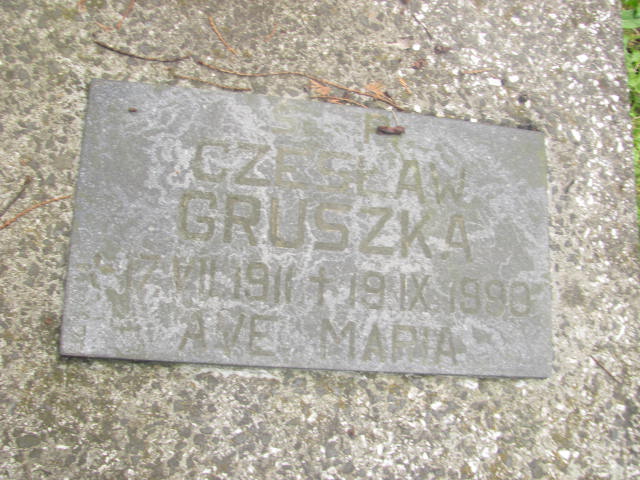 Ś. P.
CZESŁAW
GRUSZKA
17 VII 1911 † 19 IX 1990
AVE MARIA